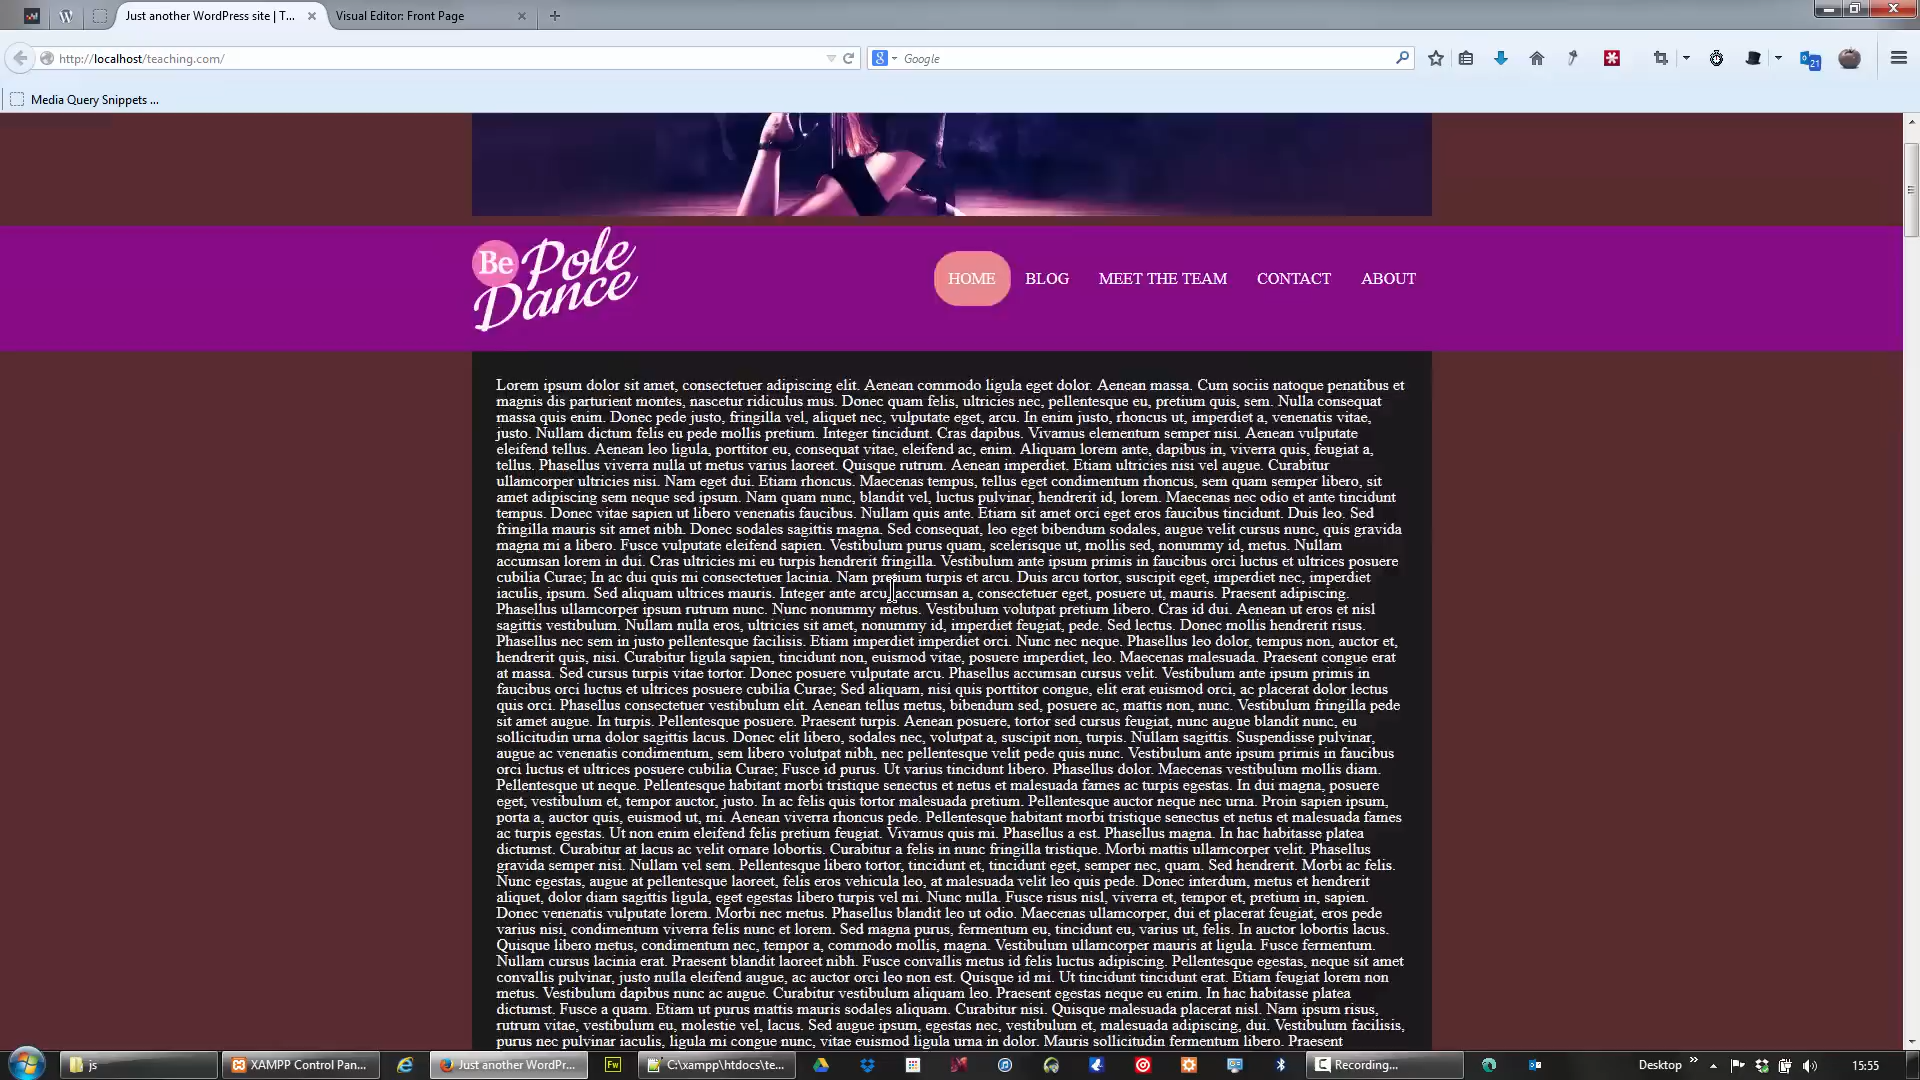 Just another WordPress site | T...
Visual Editor: Front Page
http://localhost/teaching.com/
Google
21
Media Query Snippets ...
Be Pole
Dance
HOME BLOG MEET THE TEAM CONTACT ABOUT
Lorem ipsum dolor sit amet, consectetuer adipiscing elit. Aenean commodo ligula eget dolor. Aenean massa. Cum sociis natoque penatibus et
magnis dis parturient montes, nascetur ridiculus mus. Donec quam felis, ultricies nec, pellentesque eu, pretium quis, sem. Nulla consequat
massa quis enim. Donec pede justo, fringilla vel, aliquet nec, vulputate eget, arcu. In enim justo, rhoncus ut, imperdiet a, venenatis vitae,
justo. Nullam dictum felis eu pede mollis pretium. Integer tincidunt. Cras dapibus. Vivamus elementum semper nisi. Aenean vulputate
eleifend tellus. Aenean leo ligula, porttitor eu, consequat vitae, eleifend ac, enim. Aliquam lorem ante, dapibus in, viverra quis, feugiat a,
tellus. Phasellus viverra nulla ut metus varius laoreet. Quisque rutrum. Aenean imperdiet. Etiam ultricies nisi vel augue. Curabitur
ullamcorper ultricies nisi. Nam eget dui. Etiam rhoncus. Maecenas tempus, tellus eget condimentum rhoncus, sem quam semper libero, sit
amet adipiscing sem neque sed ipsum. Nam quam nunc, blandit vel, luctus pulvinar, hendrerit id, lorem. Maecenas nec odio et ante tincidunt
tempus. Donec vitae sapien ut libero venenatis faucibus. Nullam quis ante. Etiam sit amet orci eget eros faucibus tincidunt. Duis leo. Sed
fringilla mauris sit amet nibh. Donec sodales sagittis magna. Sed consequat, leo eget bibendum sodales, augue velit cursus nunc, quis gravida
magna mi a libero. Fusce vulputate eleifend sapien. Vestibulum purus quam, scelerisque ut, mollis sed, nonummy id, metus. Nullam
accumsan lorem in dui. Cras ultricies mi eu turpis hendrerit fringilla. Vestibulum ante ipsum primis in faucibus orci luctus et ultrices posuere
cubilia Curae; In ac dui quis mi consectetuer lacinia. Nam pretium turpis et arcu. Duis arcu tortor, suscipit eget, imperdiet nec, imperdiet
iaculis, ipsum. Sed aliquam ultrices mauris. Integer ante arcu, accumsan a, consectetuer eget, posuere ut, mauris. Praesent adipiscing.
Phasellus ullamcorper ipsum rutrum nunc. Nunc nonummy metus. Vestibulum volutpat pretium libero. Cras id dui. Aenean ut eros et nisl
sagittis vestibulum. Nullam nulla eros, ultricies sit amet, nonummy id, imperdiet feugiat, pede. Sed lectus. Donec mollis hendrerit risus.
Phasellus nec sem in justo pellentesque facilisis. Etiam imperdiet imperdiet orci. Nunc nec neque. Phasellus leo dolor, tempus non, auctor et,
hendrerit quis, nisi. Curabitur ligula sapien, tincidunt non, euismod vitae, posuere imperdiet, leo. Maecenas malesuada. Praesent congue erat
at massa. Sed cursus turpis vitae tortor. Donec posuere vulputate arcu. Phasellus accumsan cursus velit. Vestibulum ante ipsum primis in
faucibus orci luctus et ultrices posuere cubilia Curae; Sed aliquam, nisi quis porttitor congue, elit erat euismod orci, ac placerat dolor lectus
quis orci. Phasellus consectetuer vestibulum elit. Aenean tellus metus, bibendum sed, posuere ac, mattis non, nunc. Vestibulum fringilla pede
sit amet augue. In turpis. Pellentesque posuere. Praesent turpis. Aenean posuere, tortor sed cursus feugiat, nunc augue blandit nunc, eu
sollicitudin urna dolor sagittis lacus. Donec elit libero, sodales nec, volutpat a, suscipit non, turpis. Nullam sagittis. Suspendisse pulvinar,
augue ac venenatis condimentum, sem libero volutpat nibh, nec pellentesque velit pede quis nunc. Vestibulum ante ipsum primis in faucibus
orci luctus et ultrices posuere cubilia Curae; Fusce id purus. Ut varius tincidunt libero. Phasellus dolor. Maecenas vestibulum mollis diam.
Pellentesque ut neque. Pellentesque habitant morbi tristique senectus et netus et malesuada fames ac turpis egestas. In dui magna, posuere
eget, vestibulum et, tempor auctor, justo. In ac felis quis tortor malesuada pretium. Pellentesque auctor neque nec urna. Proin sapien ipsum,
porta a, auctor quis, euismod ut, mi. Aenean viverra rhoncus pede. Pellentesque habitant morbi tristique senectus et netus et malesuada fames
ac turpis egestas. Ut non enim eleifend felis pretium feugiat. Vivamus quis mi. Phasellus a est. Phasellus magna. In hac habitasse platea
dictumst. Curabitur at lacus ac velit ornare lobortis. Curabitur a felis in nunc fringilla tristique. Morbi mattis ullamcorper velit. Phasellus
gravida semper nisi. Nullam vel sem. Pellentesque libero tortor, tincidunt et, tincidunt eget, semper nec, quam. Sed hendrerit. Morbi ac felis.
Nunc egestas, augue at pellentesque laoreet, felis eros vehicula leo, at malesuada velit leo quis pede. Donec interdum, metus et hendrerit
aliquet, dolor diam sagittis ligula, eget egestas libero turpis vel mi. Nunc nulla. Fusce risus nisl, viverra et, tempor et, pretium in, sapien.
Donec venenatis vulputate lorem. Morbi nec metus. Phasellus blandit leo ut odio. Maecenas ullamcorper, dui et placerat feugiat, eros pede
varius nisi, condimentum viverra felis nunc et lorem. Sed magna purus, fermentum eu, tincidunt eu, varius ut, felis. In auctor lobortis lacus.
Quisque libero metus, condimentum nec, tempor a, commodo mollis, magna. Vestibulum ullamcorper mauris at ligula. Fusce fermentum.
Nullam cursus lacinia erat. Praesent blandit laoreet nibh. Fusce convallis metus id felis luctus adipiscing. Pellentesque egestas, neque sit amet
convallis pulvinar, justo nulla eleifend augue, ac auctor orci leo non est. Quisque id mi. Ut tincidunt tincidunt erat. Etiam feugiat lorem non
metus. Vestibulum dapibus nunc ac augue. Curabitur vestibulum aliquam leo. Praesent egestas neque eu enim. In hac habitasse platea
dictumst. Fusce a quam. Etiam ut purus mattis mauris sodales aliquam. Curabitur nisi. Quisque malesuada placerat nisl. Nam ipsum risus,
rutrum vitae, vestibulum eu, molestie vel, lacus. Sed augue ipsum, egestas nec, vestibulum et, malesuada adipiscing, dui. Vestibulum facilisis,
purus nec pulvinar iaculis, ligula mi congue nunc, vitae euismod ligula urna in dolor. Mauris sollicitudin fermentum libero. Praesent
js
XAMPP Control Pan...
Just another WordPr...
Fw
C:\xampp\htdocs\te...
Recording...
Desktop
15:55